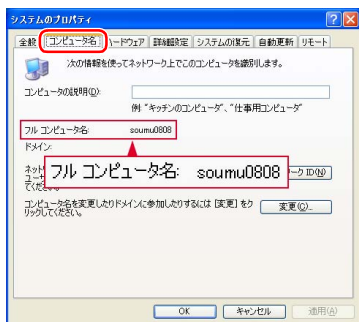 システムのプロパティ
全般 コンピュータ名 ハードウェア 詳細設定 システムの復元 自動更新 リモート
次の情報を使ってネットワーク上でこのコンピュータを識別します。
コンピュータの説明(D):
例: "キッチンのコンピュータ"、"仕事用コンピュータ"
フル コンピュータ名: soumu0808
ドメイン:
フル コンピュータ名: soumu0808
ーク ID(N)
コンピュータ名を変更したりドメインに参加したりするには [変更] をク
リックしてください。
変更(C)...
OK キャンセル 適用(A)